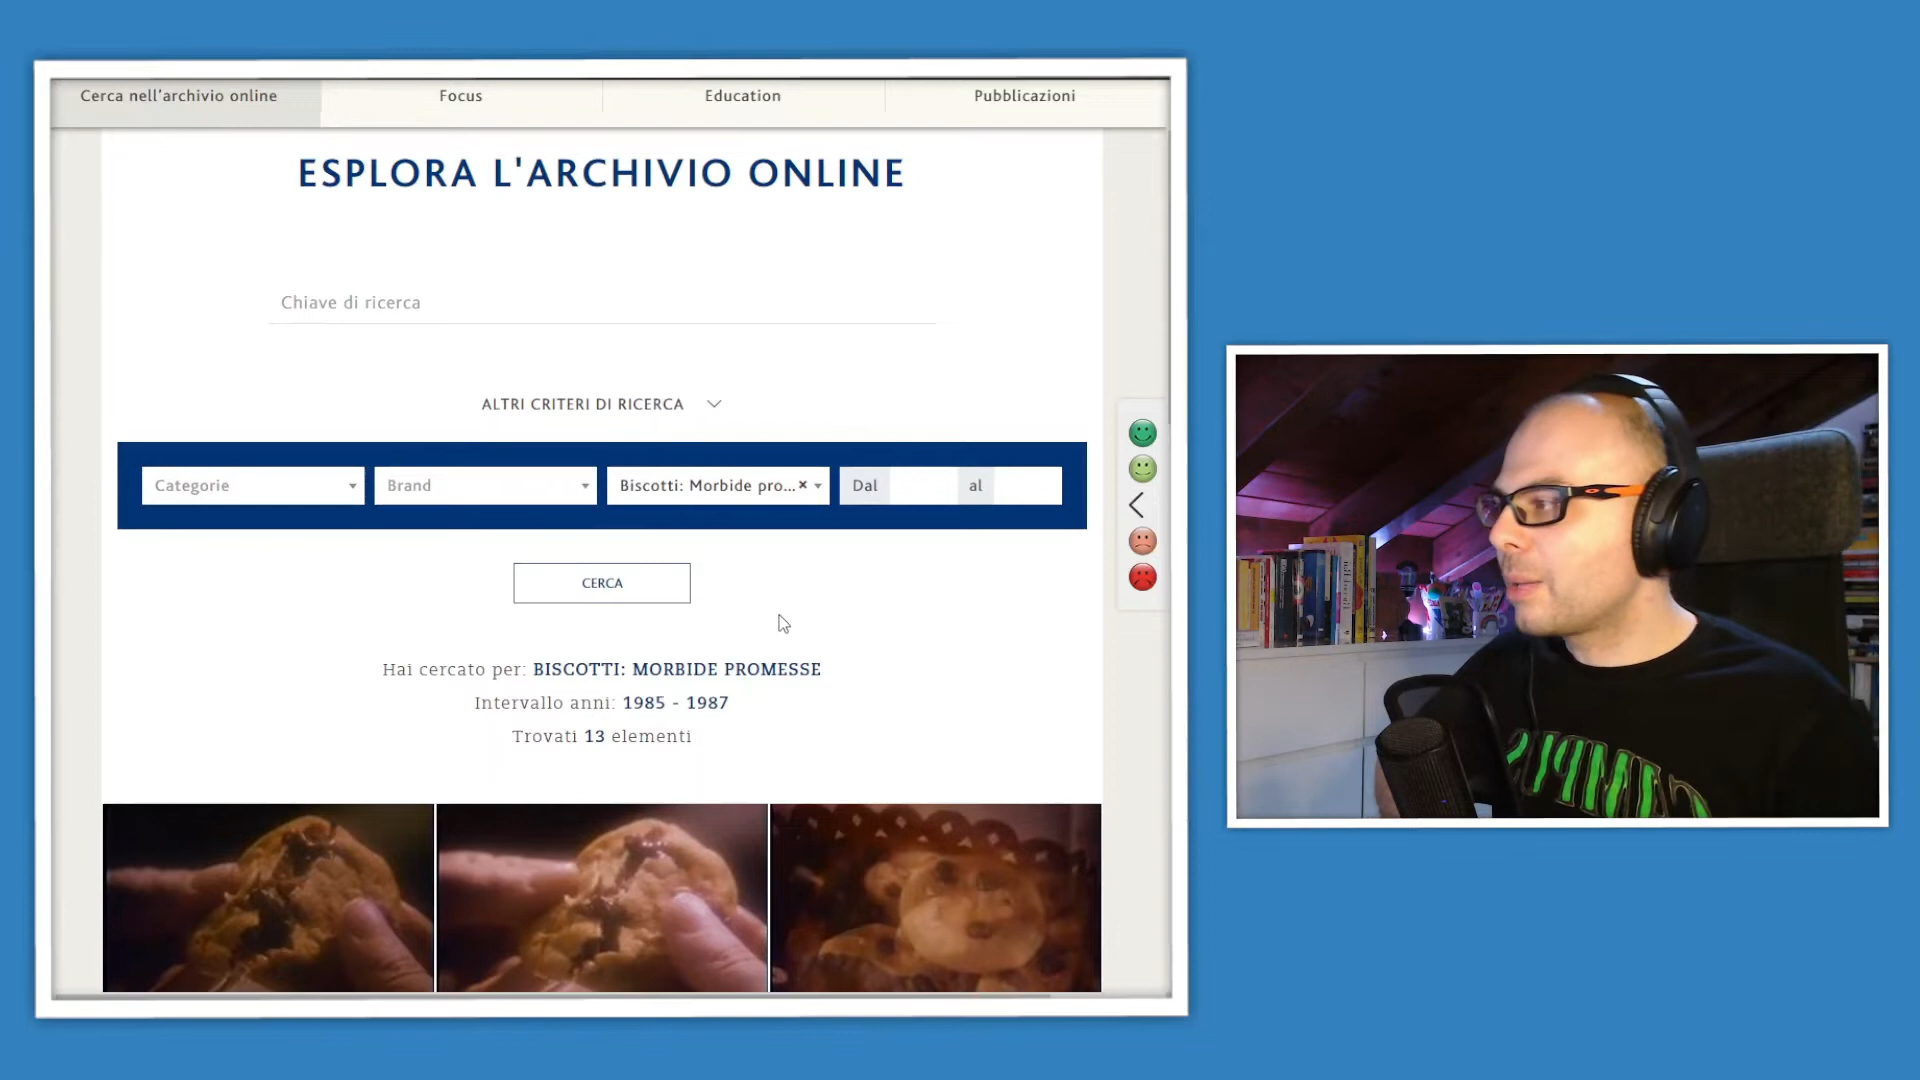 Cerca nell'archivio online
Focus
Education
Pubblicazioni
ESPLORA L'ARCHIVIO ONLINE
Chiave di ricerca
ALTRI CRITERI DI RICERCA
Categorie
Brand
Biscotti: Morbide pro...×
Dal
al
CERCA
Hai cercato per: BISCOTTI: MORBIDE PROMESSE
Intervallo anni: 1985 - 1987
Trovati 13 elementi